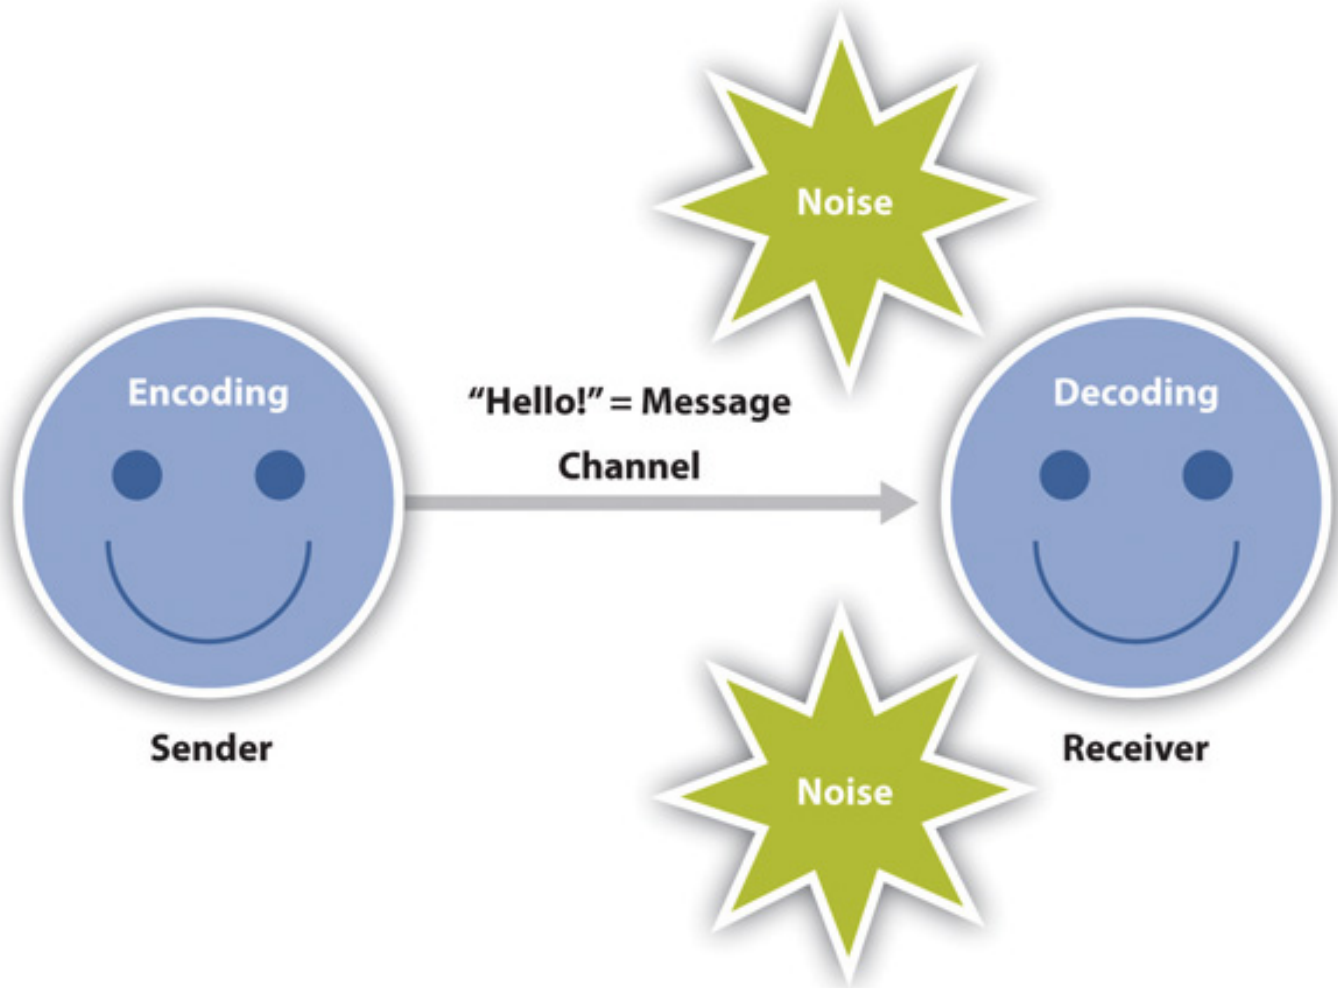 Noise
Encoding
“Hello!” = Message
Channel
Decoding
Sender
Receiver
Noise